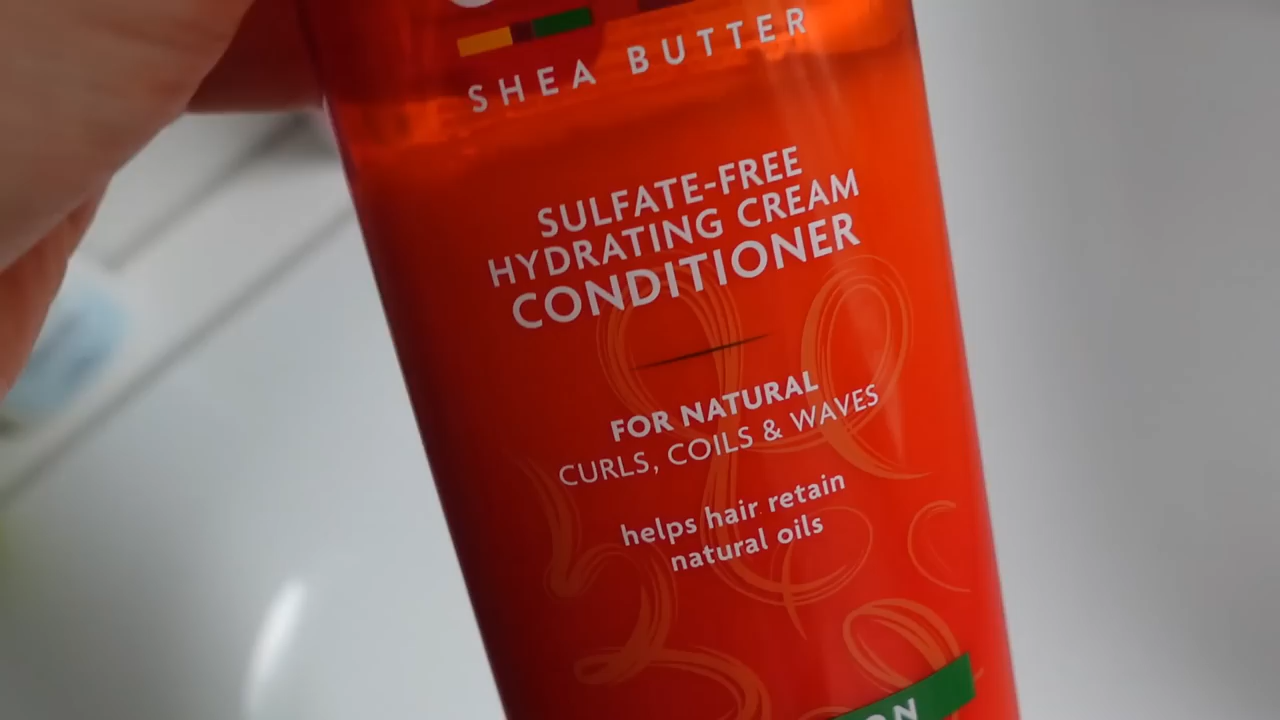 SHEA BUTTER
SULFATE-FREE
HYDRATING CREAM
CONDITIONER
FOR NATURAL
CURLS, COILS & WAVES
helps hair retain
natural oils